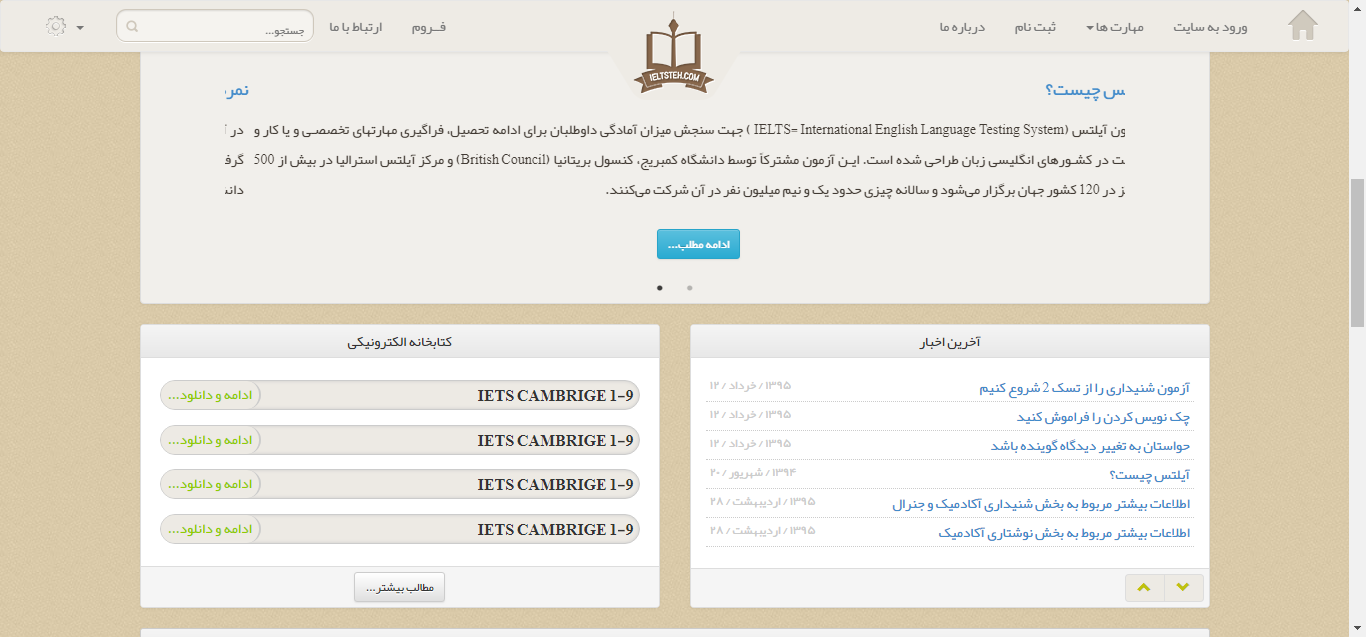 ورود به سایت
مهارت ها
ثبت نام
درباره ما
IELTSTEH.COM
فــروم
ارتباط با ما
جستجو...
چیست؟
آیلتس (IELTS= International English Language Testing System ) جهت سنجش میزان آمادگی داوطلبان برای ادامه تحصیل، فراگیری مهارتهای تخصصـی و یا کار و
در کشـورهای انگلیسی زبان طراحی شده است. ایـن آزمون مشترکاً توسط دانشگاه کمبریج، کنسول بریتانیا (British Council) و مرکز آیلتس استرالیا در بیش از 500
در 120 کشور جهان برگزار می‌شود و سالانه چیزی حدود یک و نیم میلیون نفر در آن شرکت می‌کنند.
در
ادامه مطلب...
آخرین اخبار
آزمون شنیداری را از تسک 2 شروع کنیم
۱۳۹۵ / خرداد / ۱۲
چک نویس کردن را فراموش کنید
۱۳۹۵ / خرداد / ۱۲
حواستان به تغییر دیدگاه گوینده باشد
۱۳۹۵ / خرداد / ۱۲
آیلتس چیست؟
۱۳۹۴ / شهریور / ۲۰
اطلاعات بیشتر مربوط به بخش شنیداری آکادمیک و جنرال
۱۳۹۵ / اردیبهشت / ۲۸
اطلاعات بیشتر مربوط به بخش نوشتاری آکادمیک
۱۳۹۵ / اردیبهشت / ۲۸
کتابخانه الکترونیکی
IETS CAMBRIGE 1-9
ادامه و دانلود...
IETS CAMBRIGE 1-9
ادامه و دانلود...
IETS CAMBRIGE 1-9
ادامه و دانلود...
IETS CAMBRIGE 1-9
ادامه و دانلود...
مطالب بیشتر...